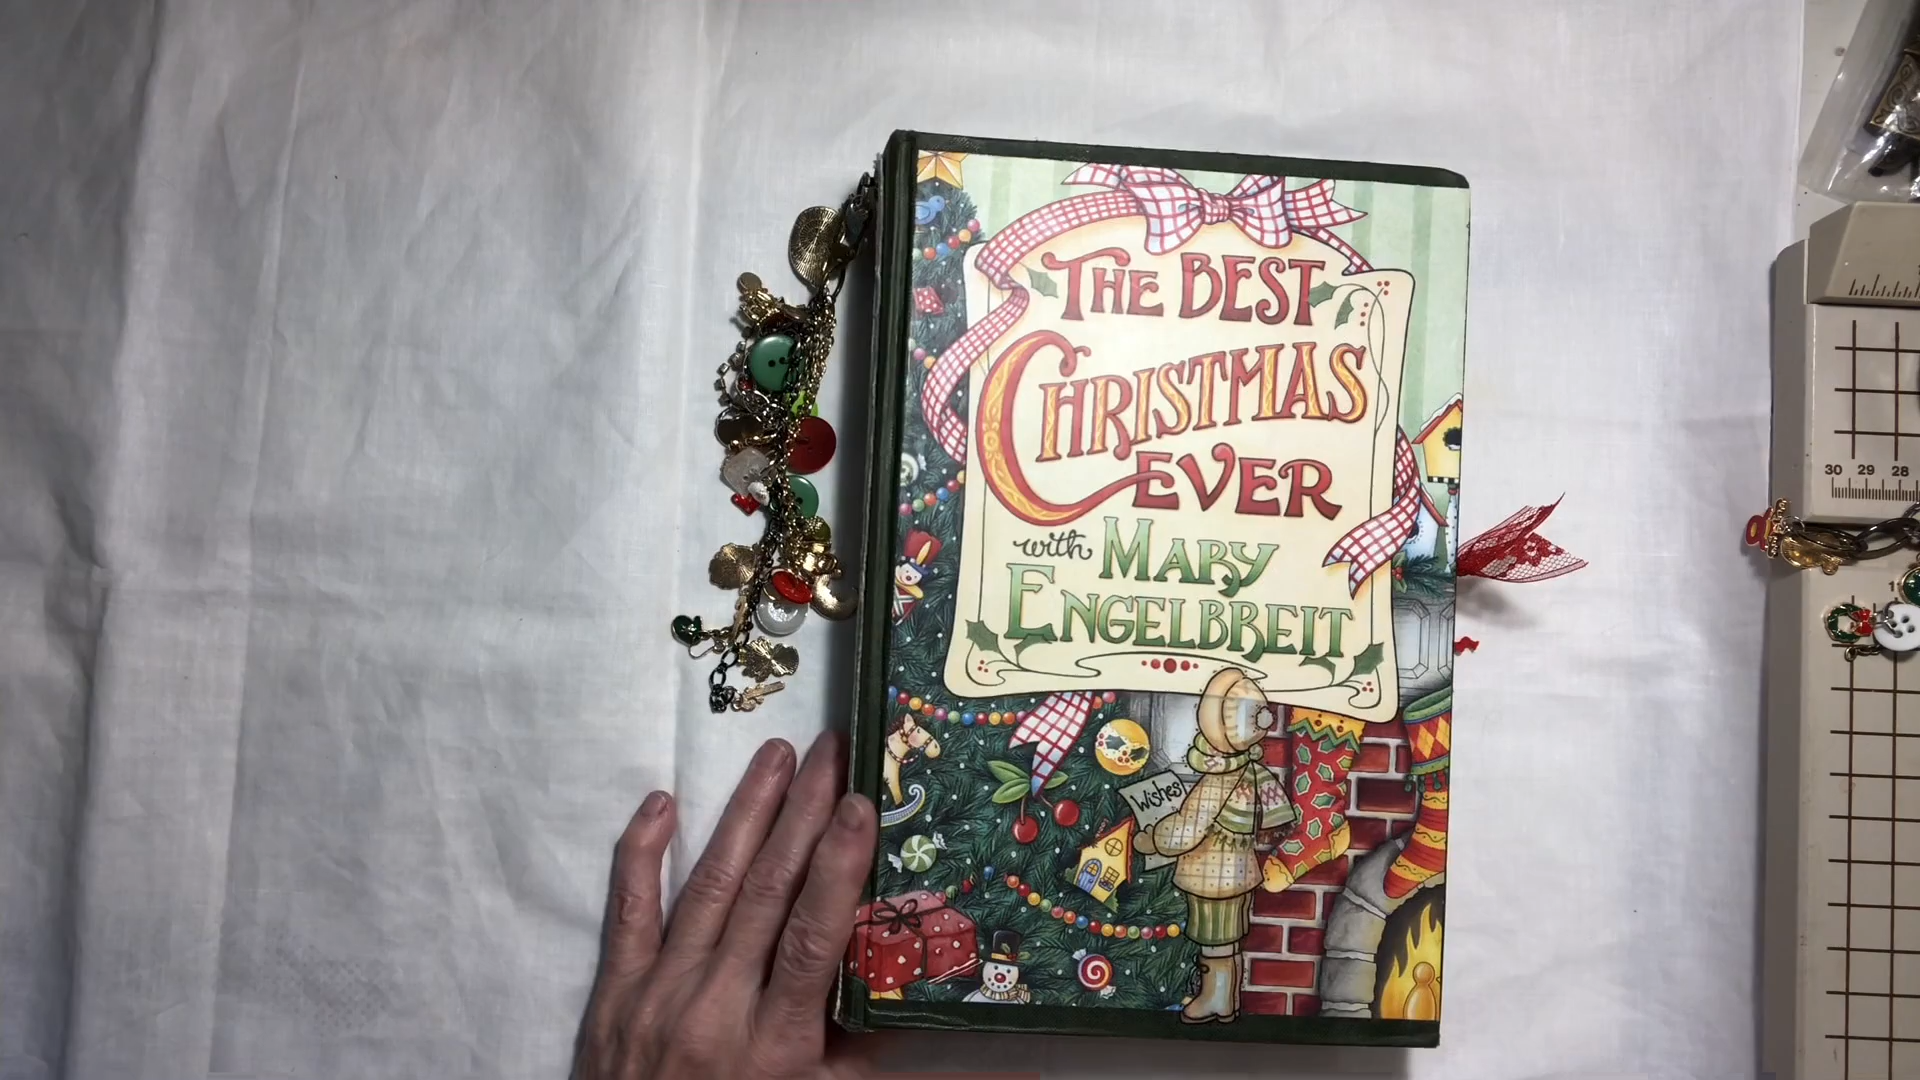 THE BEST
CHRISTMAS
EVER
with MARY
ENGELBREIT
Wishes
30 29 28